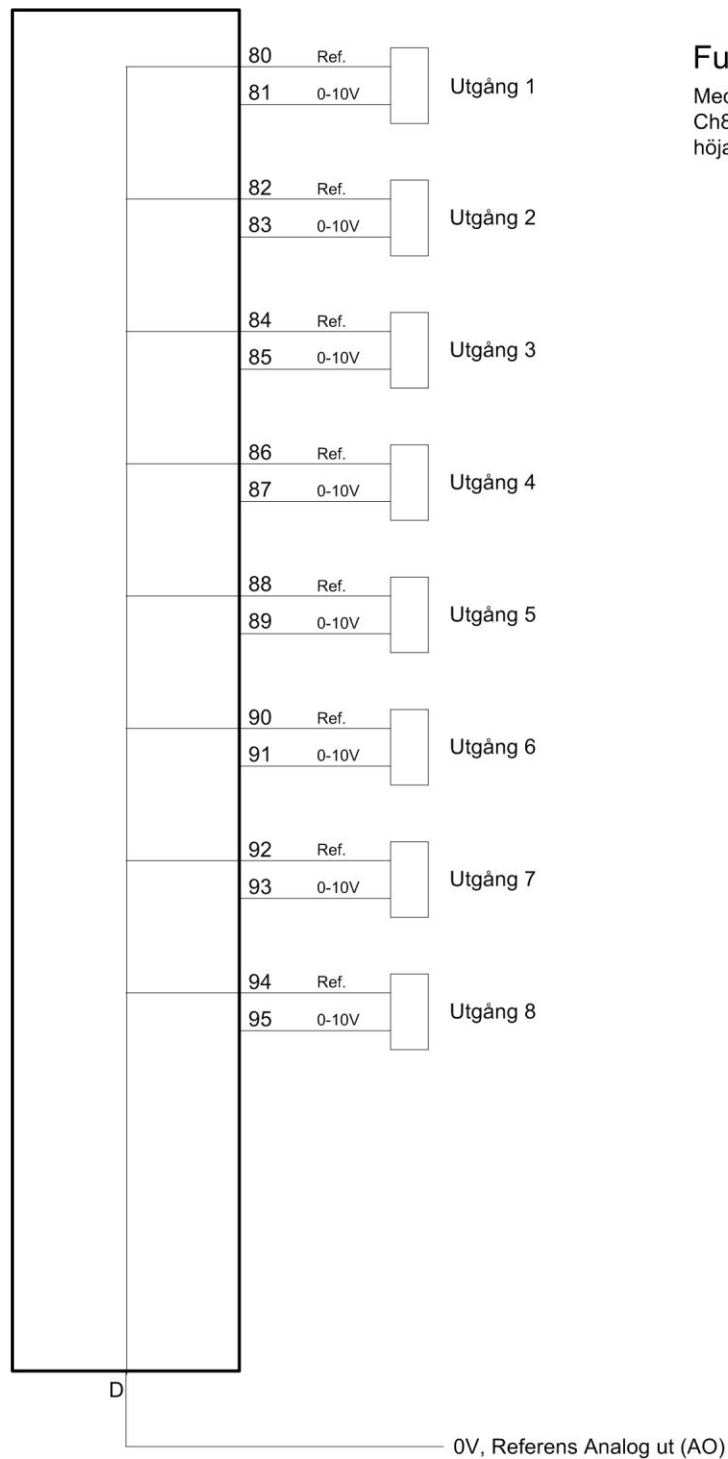 80 Ref.
81 0-10V
Utgång 1
82 Ref.
83 0-10V
Utgång 2
84 Ref.
85 0-10V
Utgång 3
86 Ref.
87 0-10V
Utgång 4
88 Ref.
89 0-10V
Utgång 5
90 Ref.
91 0-10V
Utgång 6
92 Ref.
93 0-10V
Utgång 7
94 Ref.
95 0-10V
Utgång 8
D
0V, Referens Analog ut (AO)
Fu
Med
höja